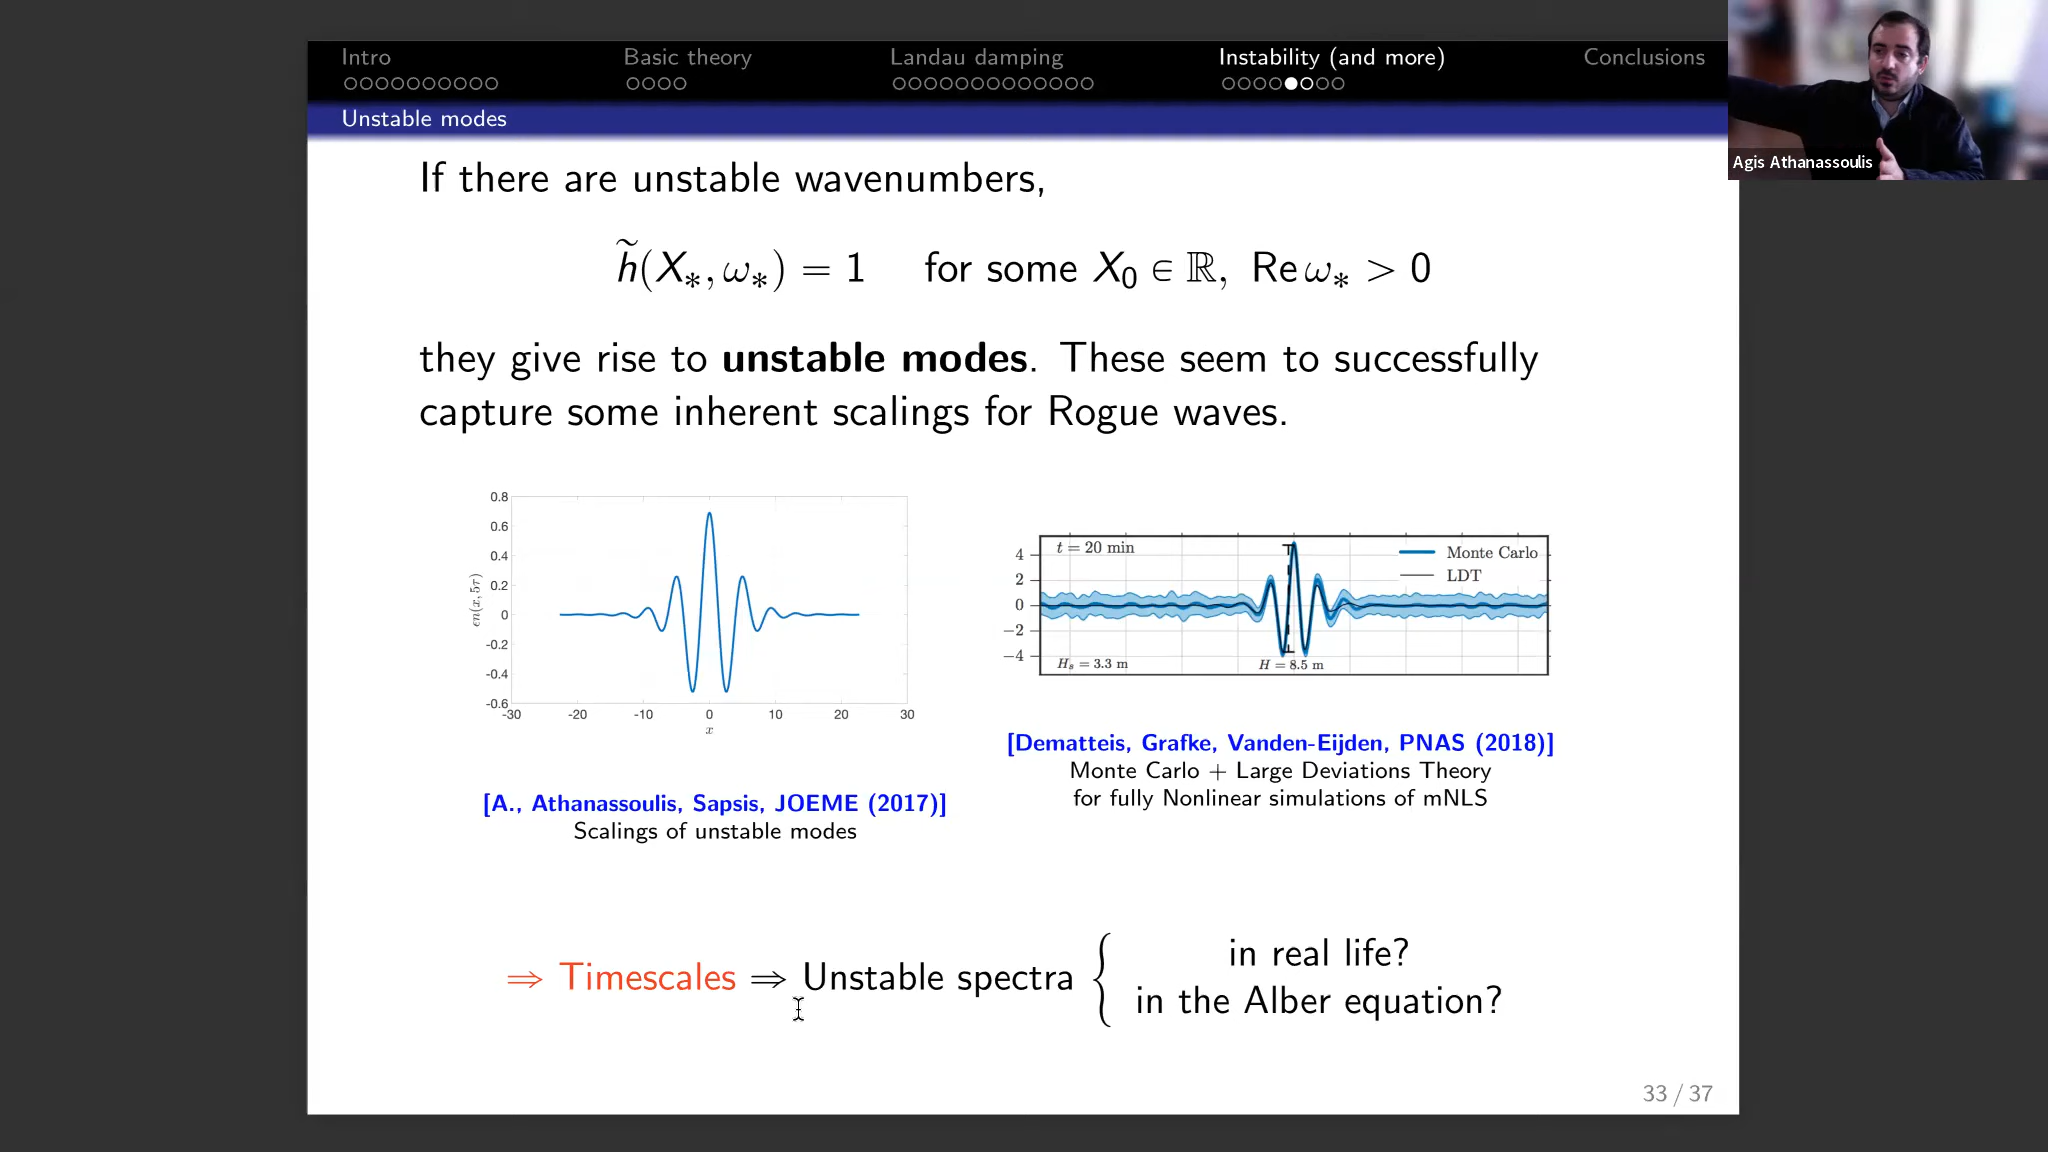 Intro Basic theory Landau damping Instability (and more) Conclusions
Unstable modes
Agis Athanassoulis
If there are unstable wavenumbers,
h̃(X∗, ω∗) = 1 for some X₀ ∈ ℝ, Re ω∗ > 0
they give rise to unstable modes. These seem to successfully
capture some inherent scalings for Rogue waves.
0.8
0.6
0.4
0.2
0
-0.2
-0.4
-0.6
ϵn(x, 5τ)
-30 -20 -10 0 10 20 30
x
[A., Athanassoulis, Sapsis, JOEME (2017)]
Scalings of unstable modes
t = 20 min
Monte Carlo
LDT
4
2
0
−2
−4
Hₛ = 3.3 m
H = 8.5 m
[Dematteis, Grafke, Vanden-Eijden, PNAS (2018)]
Monte Carlo + Large Deviations Theory
for fully Nonlinear simulations of mNLS
⇒ Timescales ⇒ Unstable spectra {
in real life?
in the Alber equation?
33 / 37